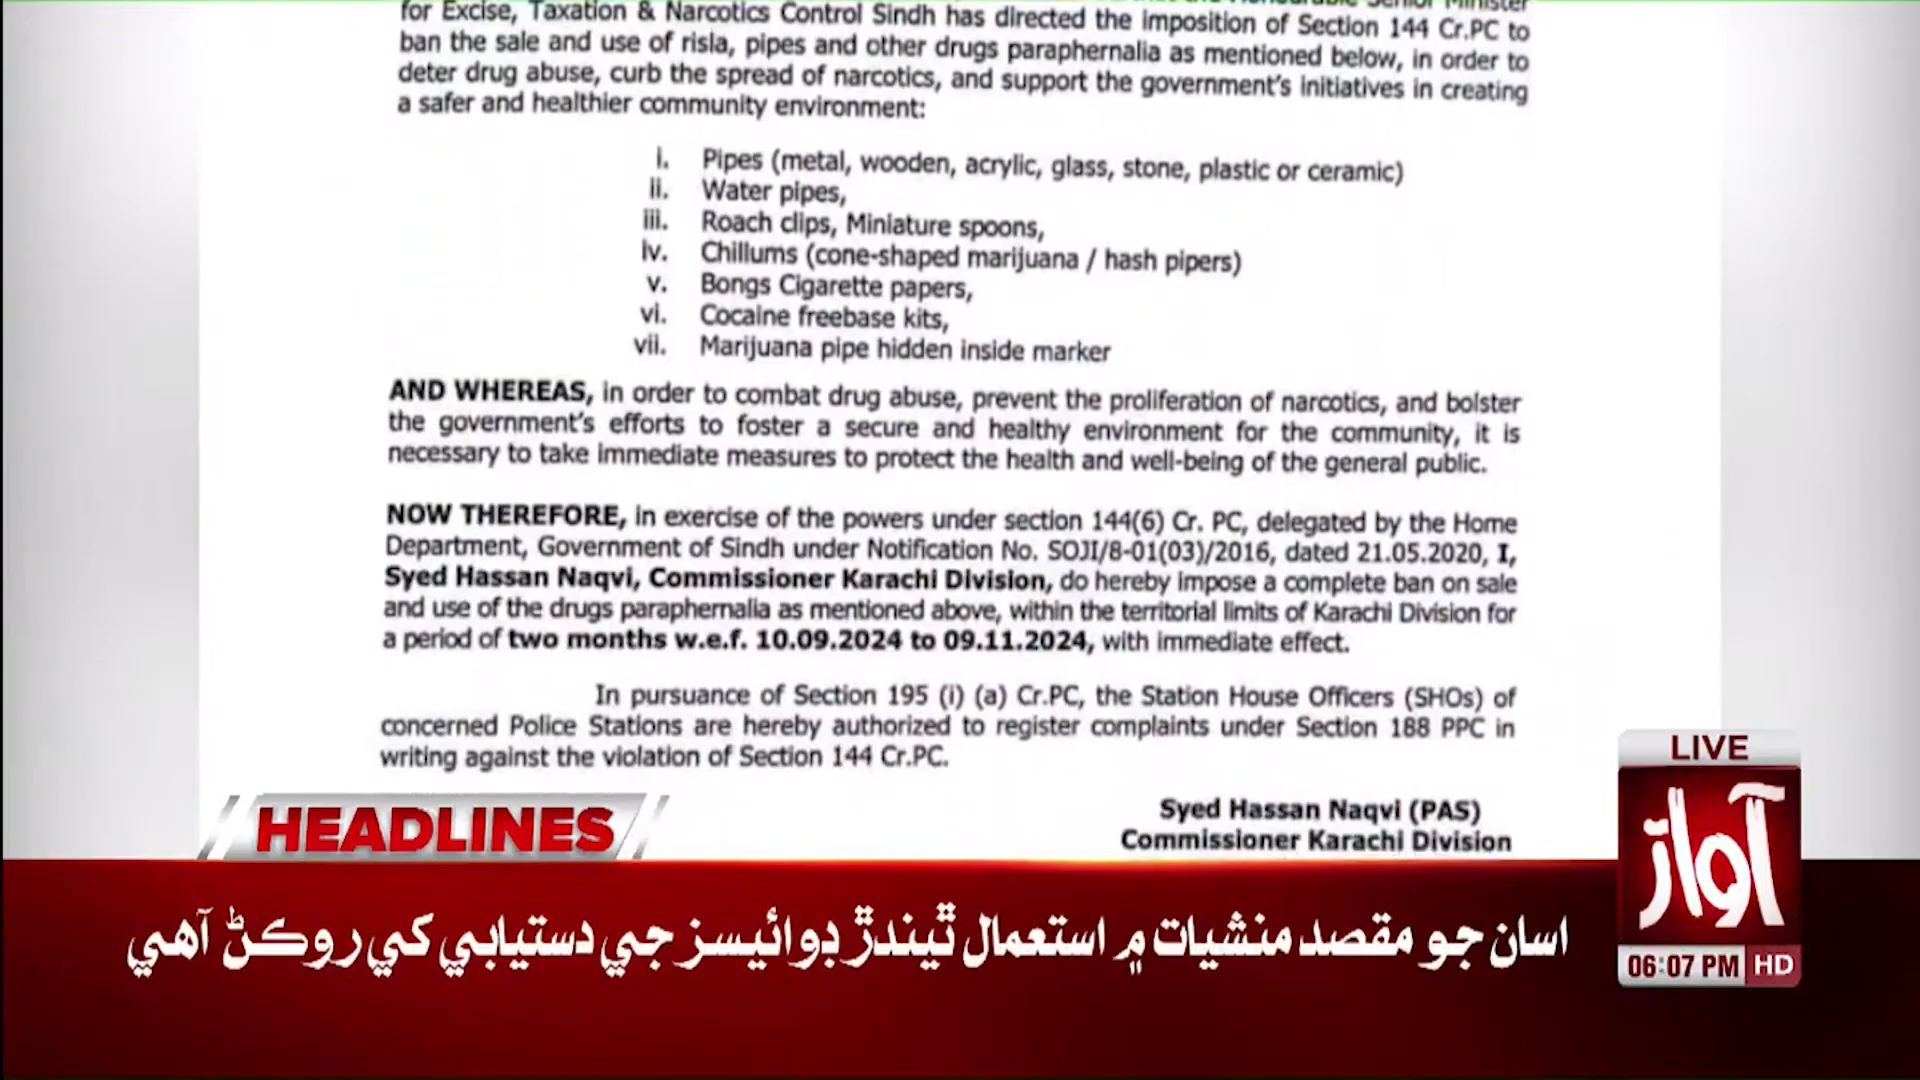 for Excise, Taxation & Narcotics Control Sindh has directed the imposition of Section 144 Cr.PC to
ban the sale and use of risla, pipes and other drugs paraphernalia as mentioned below, in order to
deter drug abuse, curb the spread of narcotics, and support the government's initiatives in creating
a safer and healthier community environment:
i. Pipes (metal, wooden, acrylic, glass, stone, plastic or ceramic)
ii. Water pipes,
iii. Roach clips, Miniature spoons,
iv. Chillums (cone-shaped marijuana / hash pipers)
v. Bongs Cigarette papers,
vi. Cocaine freebase kits,
vii. Marijuana pipe hidden inside marker
AND WHEREAS, in order to combat drug abuse, prevent the proliferation of narcotics, and bolster
the government's efforts to foster a secure and healthy environment for the community, it is
necessary to take immediate measures to protect the health and well-being of the general public.
NOW THEREFORE, in exercise of the powers under section 144(6) Cr. PC, delegated by the Home
Department, Government of Sindh under Notification No. SOJI/8-01(03)/2016, dated 21.05.2020, I,
Syed Hassan Naqvi, Commissioner Karachi Division, do hereby impose a complete ban on sale
and use of the drugs paraphernalia as mentioned above, within the territorial limits of Karachi Division for
a period of two months w.e.f. 10.09.2024 to 09.11.2024, with immediate effect.
In pursuance of Section 195 (i) (a) Cr.PC, the Station House Officers (SHOs) of
concerned Police Stations are hereby authorized to register complaints under Section 188 PPC in
writing against the violation of Section 144 Cr.PC.
Syed Hassan Naqvi (PAS)
Commissioner Karachi Division
LIVE
آواز
06:07 PM HD
HEADLINES
اسان جو مقصد منشيات ۾ استعمال ٿيندڙ ڊوائيسز جي دستيابي کي روڪڻ آهي